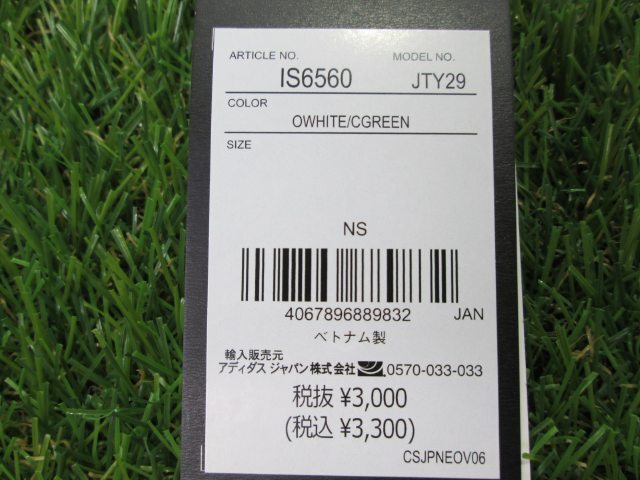 ARTICLE NO. MODEL NO.
IS6560 JTY29
COLOR
OWHITE/CGREEN
SIZE
NS
4067896889832 JAN
ベトナム製
輸入販売元
アディダス ジャパン株式会社 0570-033-033
税抜 ¥3,000
(税込 ¥3,300)
CSJPNEOV06